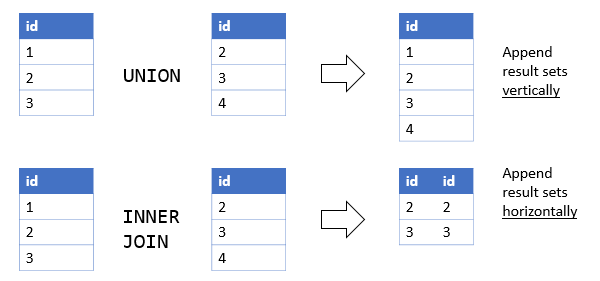 id
1
2
3
UNION
id
2
3
4
id
1
2
3
4
Append
result sets
vertically
id
1
2
3
INNER
JOIN
id
2
3
4
id id
2 2
3 3
Append
result sets
horizontally